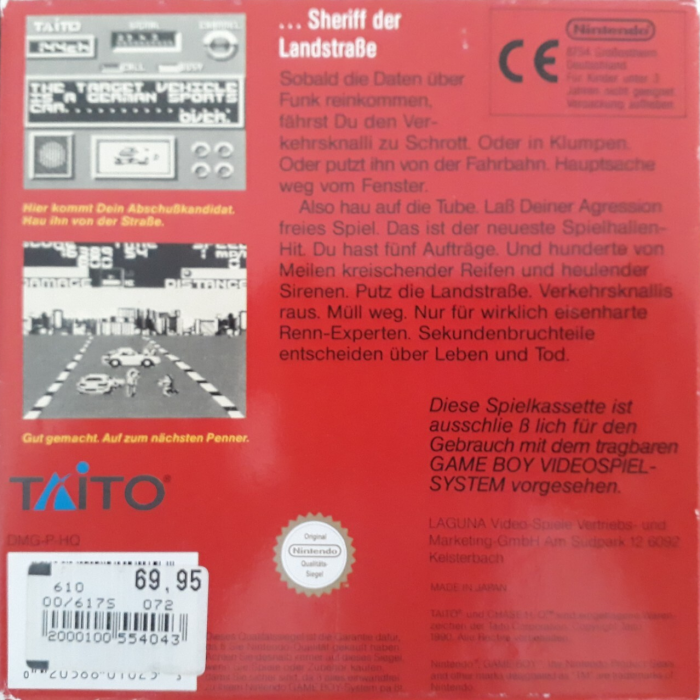 ... Sheriff der
Landstraße
Sobald die Daten über
Funk reinkommen,
fährst Du den Ver-
kehrsknalli zu Schrott. Oder in Klumpen.
Oder putzt ihn von der Fahrbahn. Hauptsache
weg vom Fenster.
Also hau auf die Tube. Laß Deiner Agression
freies Spiel. Das ist der neueste Spielhallen-
Hit. Du hast fünf Aufträge. Und hunderte von
Meilen kreischender Reifen und heulender
Sirenen. Putz die Landstraße. Verkehrsknallis
raus. Müll weg. Nur für wirklich eisenharte
Renn-Experten. Sekundenbruchteile
entscheiden über Leben und Tod.
Nintendo
CE
Deutschland
Für Kinder unter 3
Jahren nicht geeignet
TAITO
CALL
THE TARGET VEHICLE
IS A GERMAN SPORTS
CAR..........
OVER.
Hier kommt Dein Abschußkandidat.
Hau ihn von der Straße.
DAMAGE
DISTANCE
Gut gemacht. Auf zum nächsten Penner.
Diese Spielkassette ist
ausschlie ß lich für den
Gebrauch mit dem tragbaren
GAME BOY VIDEOSPIEL-
SYSTEM vorgesehen.
TAITO®
DMG-P-HQ
LAGUNA Video-Spiele Vertriebs- und
Marketing-GmbH Am Südpark 12 6092
Kelsterbach
MADE IN JAPAN
Original
Nintendo
Qualitäts
Siegel
69,95
610
00/617S 072
2000100 554043